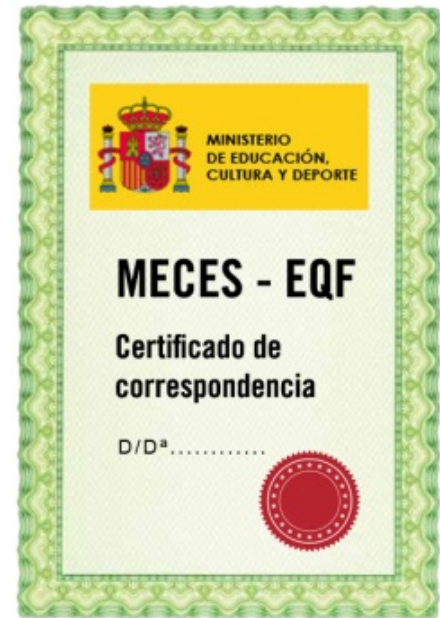 MINISTERIO
DE EDUCACIÓN,
CULTURA Y DEPORTE
MECES - EQF
Certificado de
correspondencia
D/Dª............